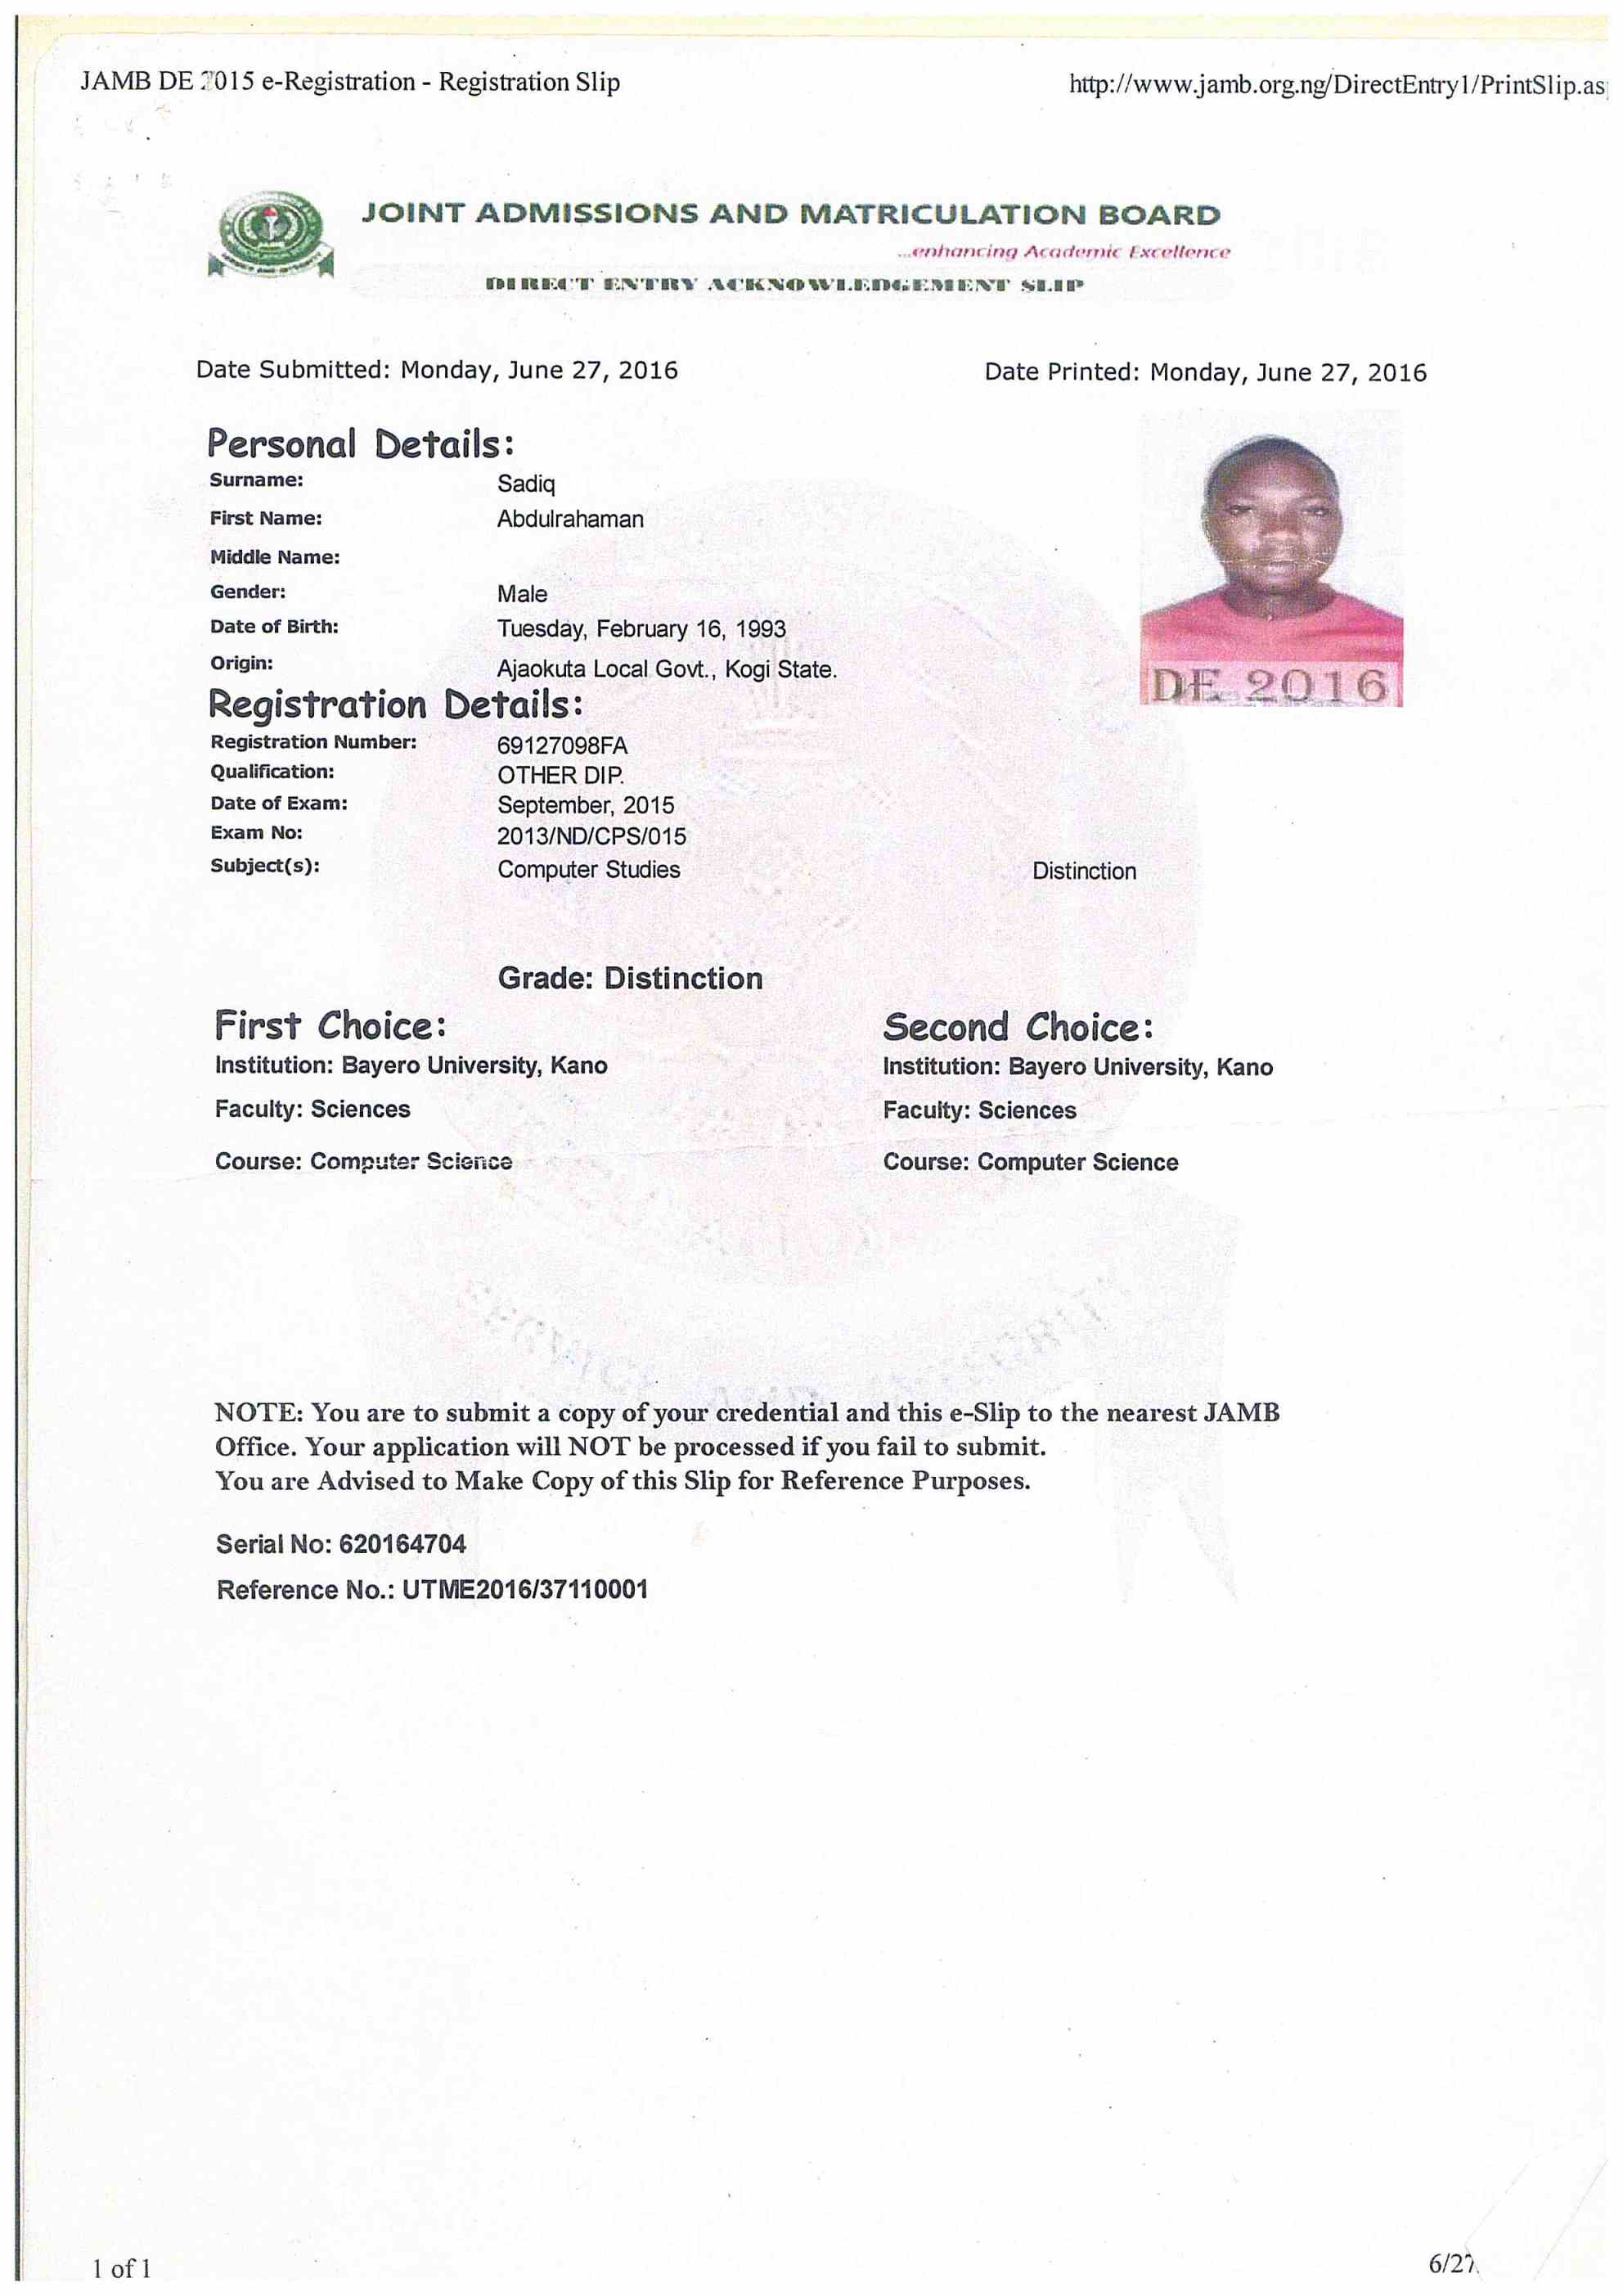 JAMB DE 2015 e-Registration - Registration Slip http://www.jamb.org.ng/DirectEntry1/PrintSlip.as
JOINT ADMISSIONS AND MATRICULATION BOARD
...enhancing Academic Excellence
DIRECT ENTRY ACKNOWLEDGEMENT SLIP
Date Submitted: Monday, June 27, 2016 Date Printed: Monday, June 27, 2016
Personal Details:
Surname: Sadiq
First Name: Abdulrahaman
Middle Name:
Gender: Male
Date of Birth: Tuesday, February 16, 1993
Origin: Ajaokuta Local Govt., Kogi State.
DE 2016
Registration Details:
Registration Number: 69127098FA
Qualification: OTHER DIP.
Date of Exam: September, 2015
Exam No: 2013/ND/CPS/015
Subject(s): Computer Studies Distinction
Grade: Distinction
First Choice: Second Choice:
Institution: Bayero University, Kano Institution: Bayero University, Kano
Faculty: Sciences Faculty: Sciences
Course: Computer Science Course: Computer Science
NOTE: You are to submit a copy of your credential and this e-Slip to the nearest JAMB
Office. Your application will NOT be processed if you fail to submit.
You are Advised to Make Copy of this Slip for Reference Purposes.
Serial No: 620164704
Reference No.: UTME2016/37110001
1 of 1 6/27